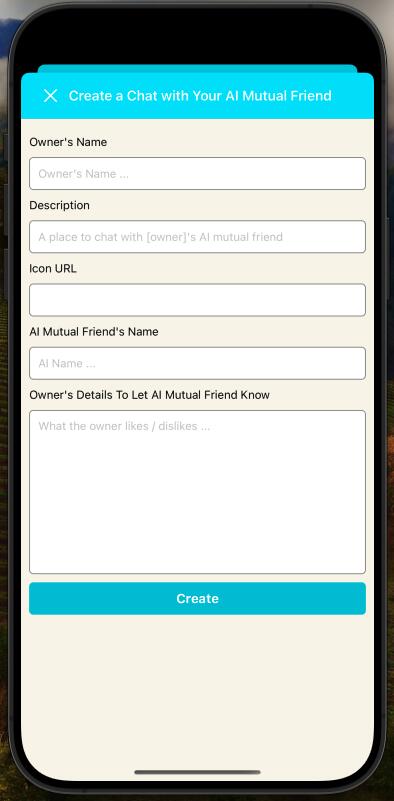 Create a Chat with Your AI Mutual Friend
Owner's Name
Owner's Name ...
Description
A place to chat with [owner]'s AI mutual friend
Icon URL
AI Mutual Friend's Name
AI Name ...
Owner's Details To Let AI Mutual Friend Know
What the owner likes / dislikes ...
Create